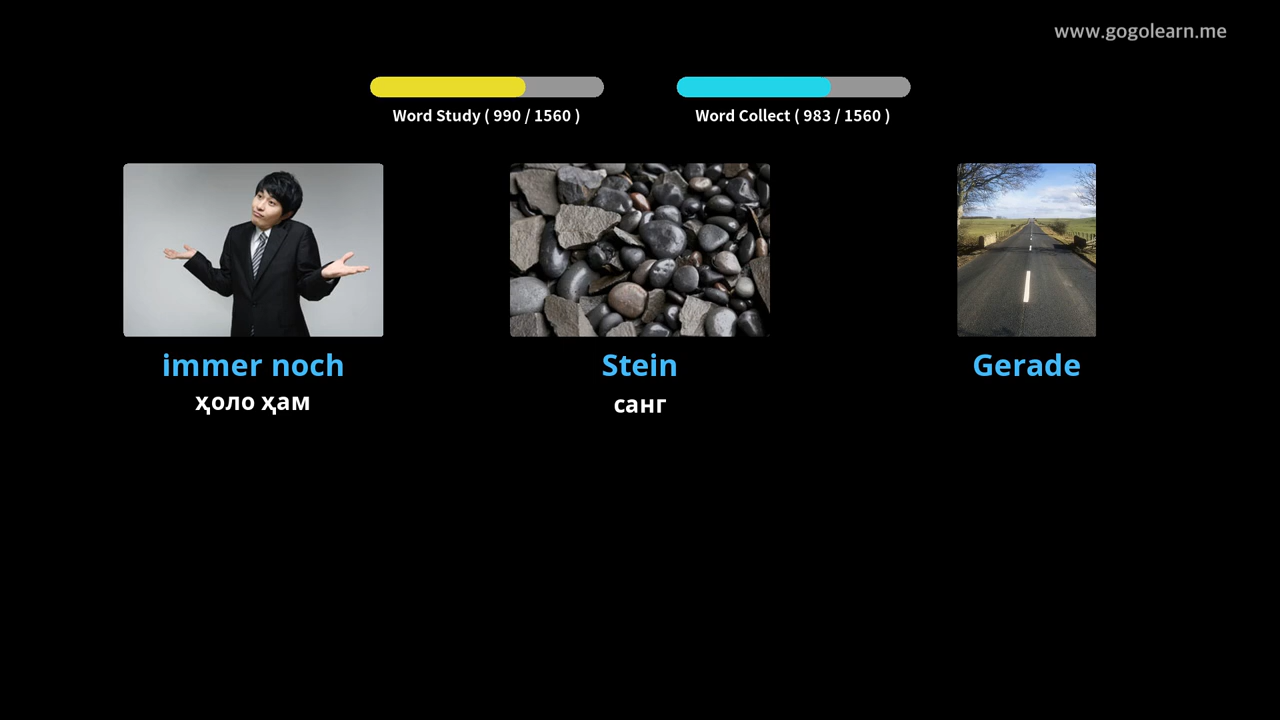 www.gogolearn.me
Word Study ( 990 / 1560 )
Word Collect ( 983 / 1560 )
immer noch
ҳоло ҳам
Stein
санг
Gerade